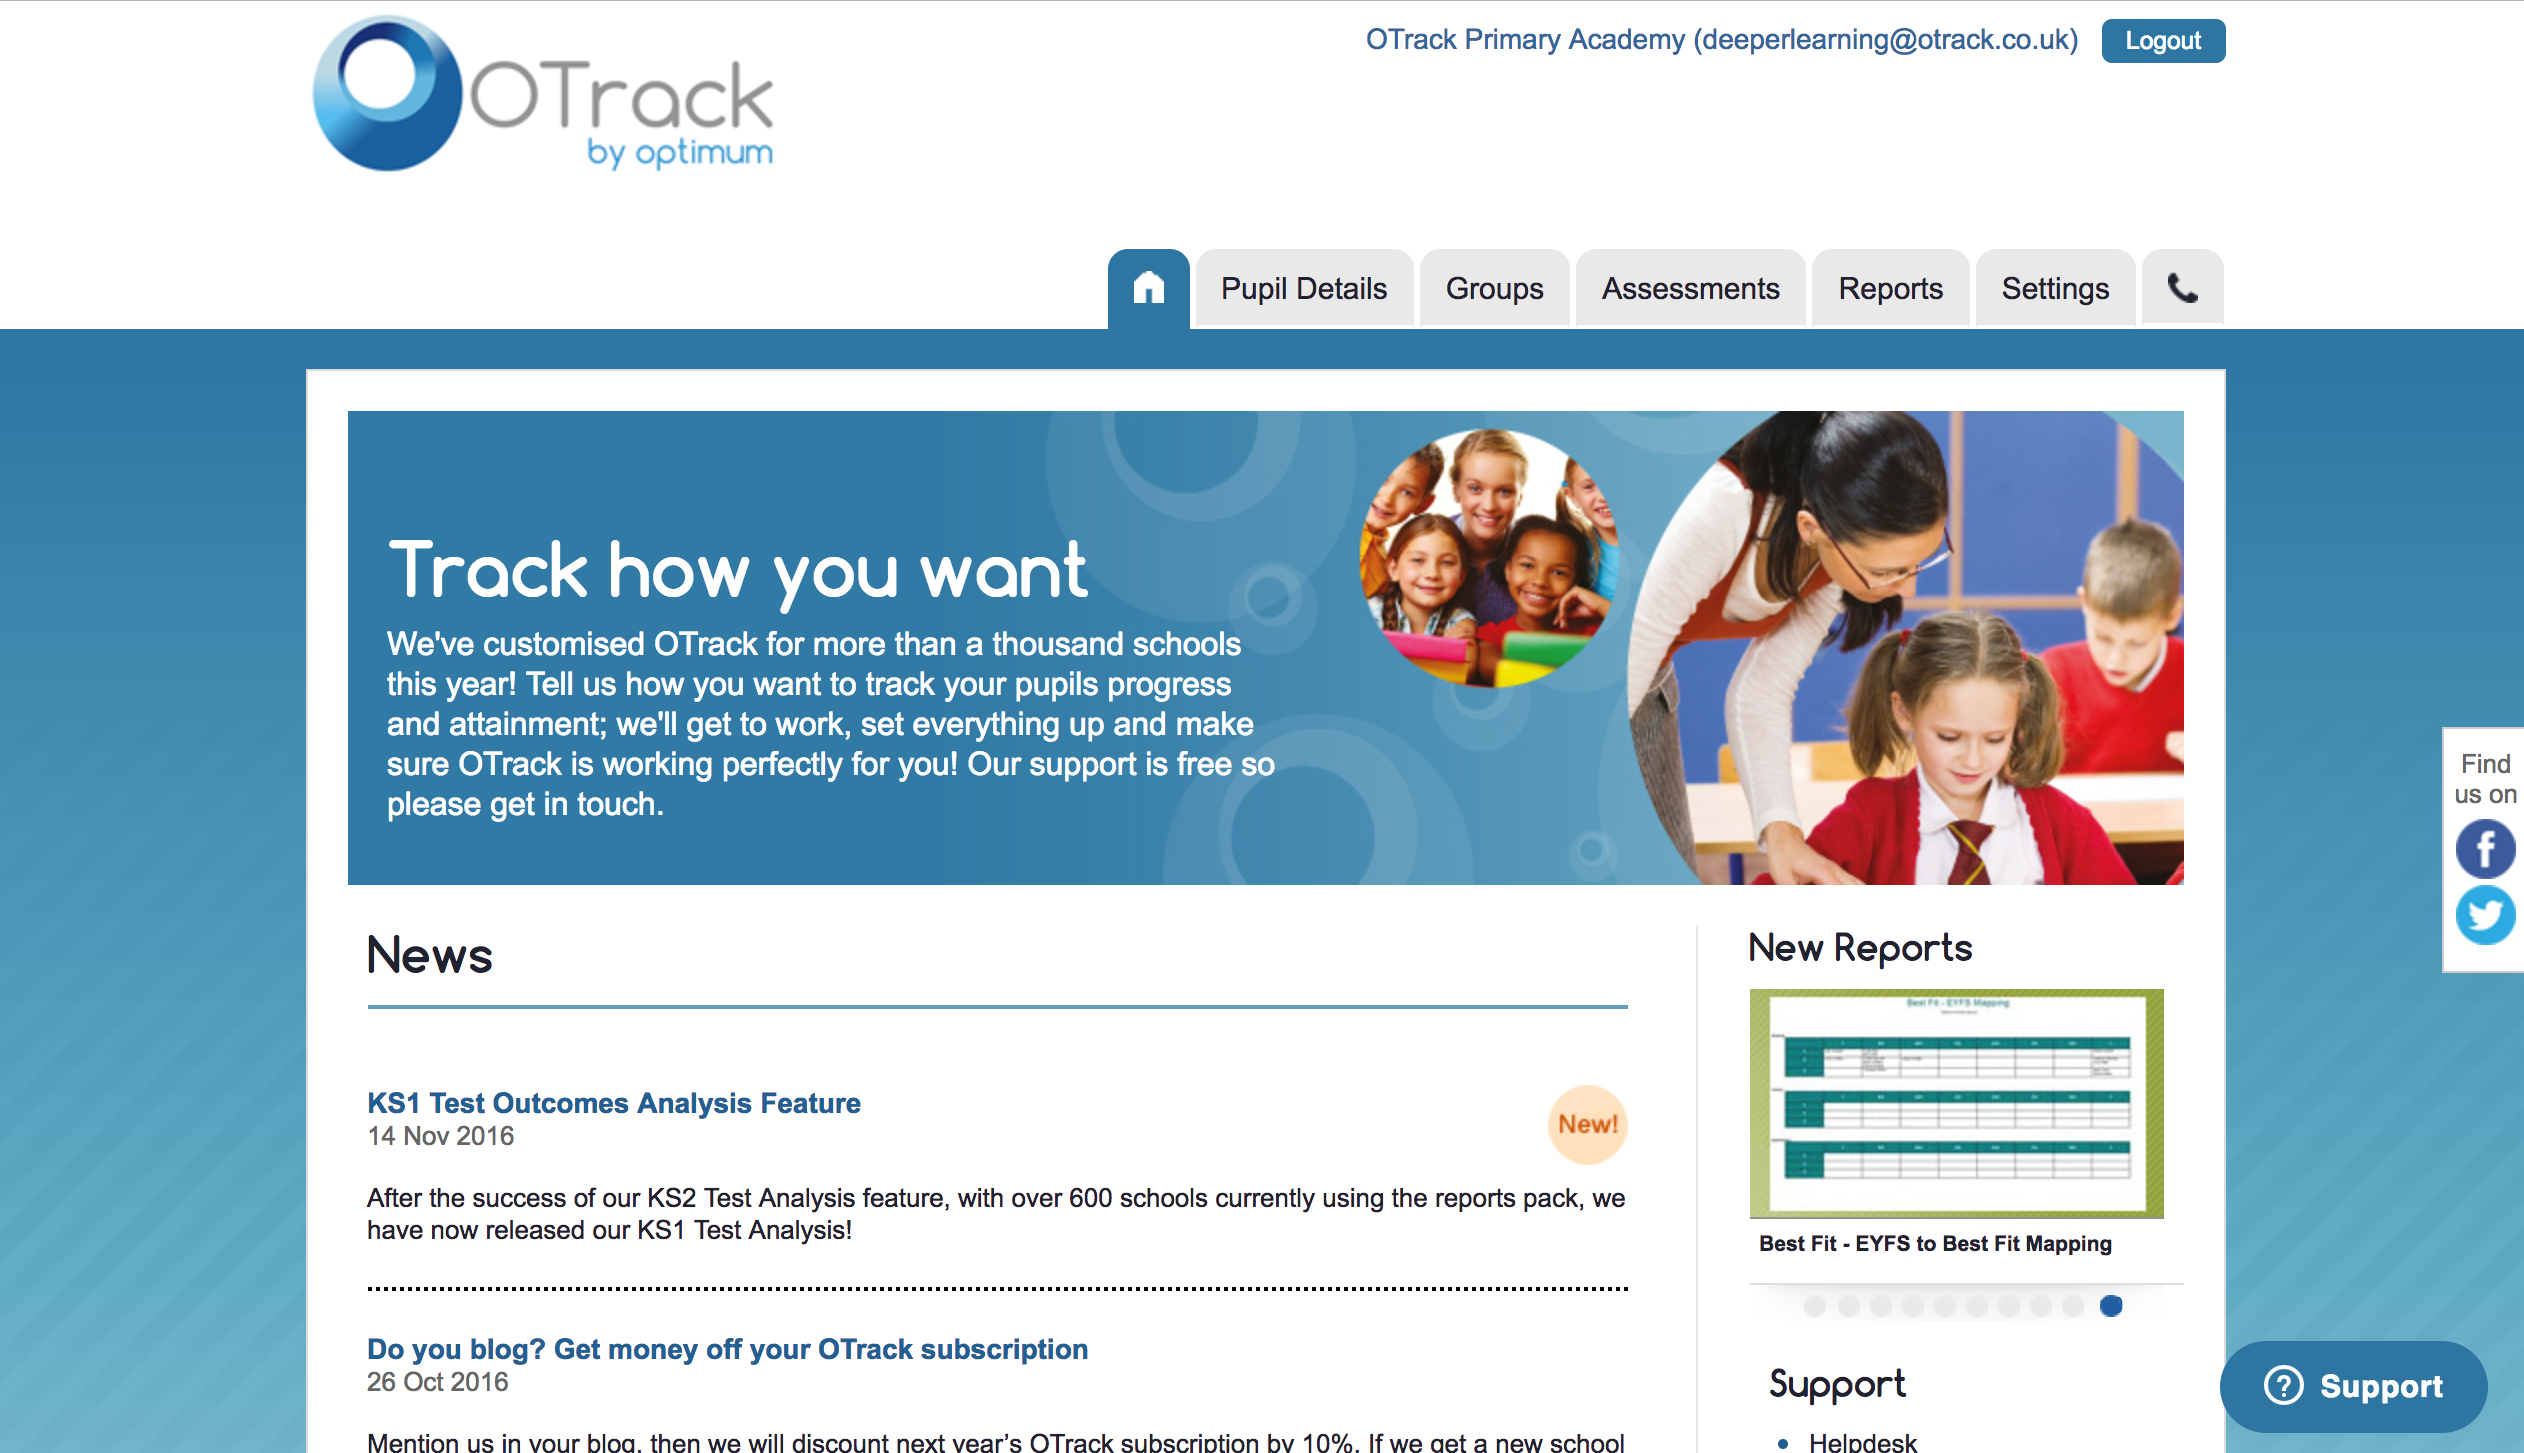 OTrack
by optimum
OTrack Primary Academy (deeperlearning@otrack.co.uk)
Logout
Pupil Details
Groups
Assessments
Reports
Settings
Track how you want
We've customised OTrack for more than a thousand schools
this year! Tell us how you want to track your pupils progress
and attainment; we'll get to work, set everything up and make
sure OTrack is working perfectly for you! Our support is free so
please get in touch.
Find
us on
News
KS1 Test Outcomes Analysis Feature
14 Nov 2016
New!
After the success of our KS2 Test Analysis feature, with over 600 schools currently using the reports pack, we
have now released our KS1 Test Analysis!
Do you blog? Get money off your OTrack subscription
26 Oct 2016
Mention us in your blog, then we will discount next year's OTrack subscription by 10%. If we get a new school
New Reports
Best Fit - EYFS Mapping
Best Fit - EYFS to Best Fit Mapping
Support
Helpdesk
Support